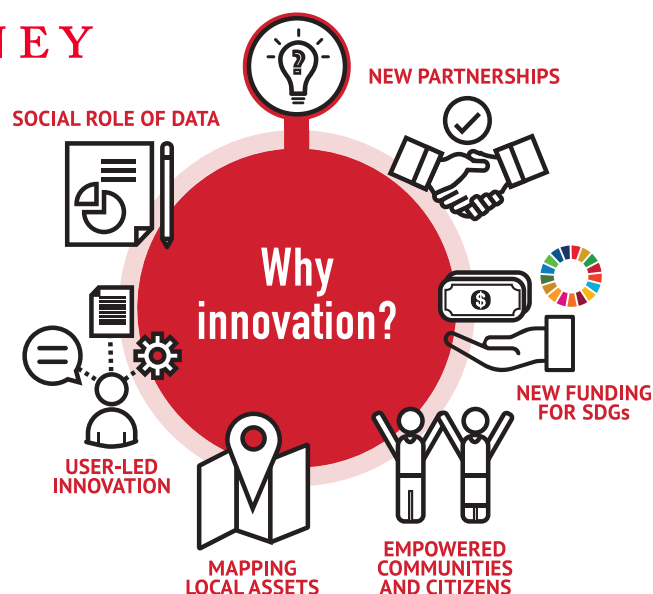 NEY
NEW PARTNERSHIPS
SOCIAL ROLE OF DATA
?
Why
innovation?
$
NEW FUNDING
FOR SDGs
USER-LED
INNOVATION
MAPPING
LOCAL ASSETS
EMPOWERED
COMMUNITIES
AND CITIZENS